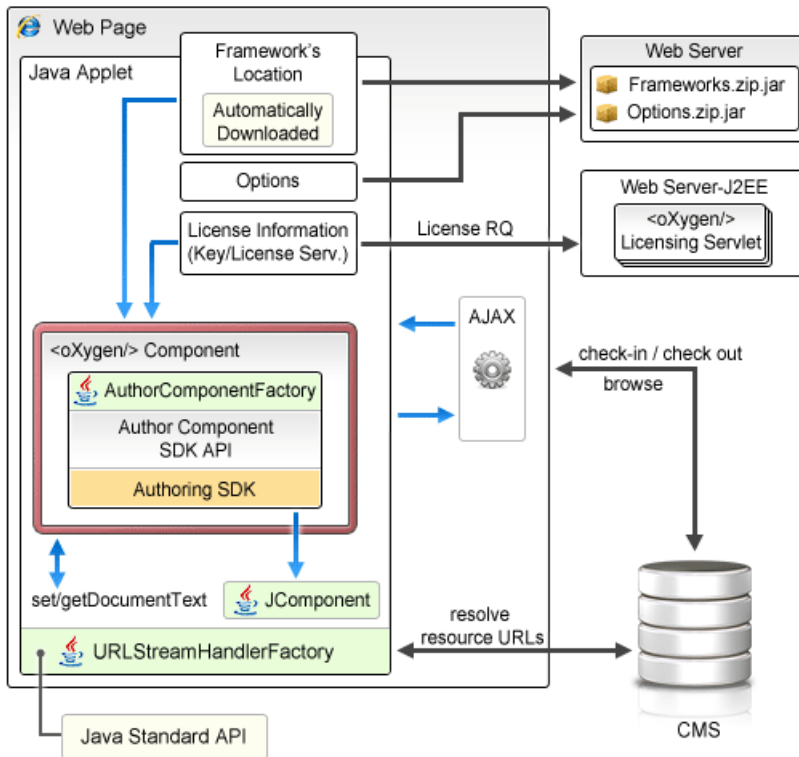 Web Page
Java Applet
Framework's
Location
Automatically
Downloaded
Options
License Information
(Key/License Serv.)
Web Server
Frameworks.zip.jar
Options.zip.jar
Web Server-J2EE
<oXygen/>
Licensing Servlet
License RQ
AJAX
check-in / check out
browse
<oXygen/> Component
AuthorComponentFactory
Author Component
SDK API
Authoring SDK
set/getDocumentText
JComponent
resolve
resource URLs
URLStreamHandlerFactory
CMS
Java Standard API